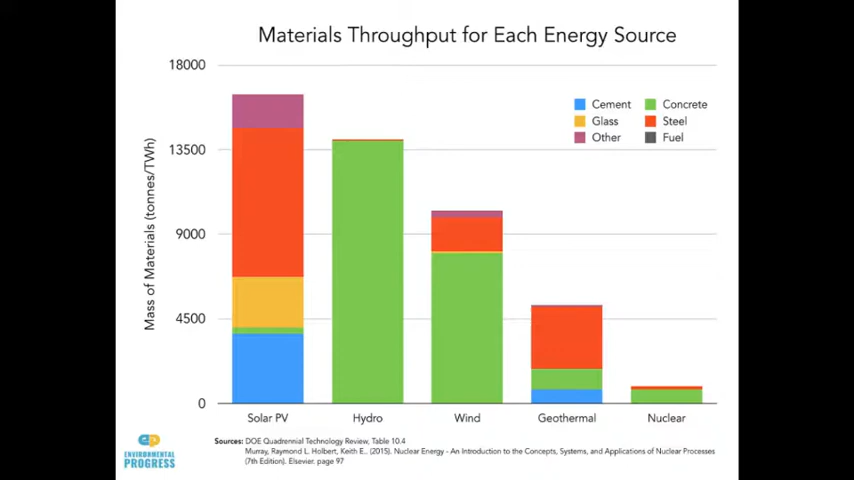 Materials Throughput for Each Energy Source
18000
13500
9000
4500
0
Mass of Materials (tonnes/TWh)
Cement
Concrete
Glass
Steel
Other
Fuel
Solar PV
Hydro
Wind
Geothermal
Nuclear
Sources: DOE Quadrennial Technology Review, Table 10.4
Murray, Raymond L. Holbert, Keith E.. (2015). Nuclear Energy - An Introduction to the Concepts, Systems, and Applications of Nuclear Processes
(7th Edition). Elsevier. page 97
ep
ENVIRONMENTAL
PROGRESS